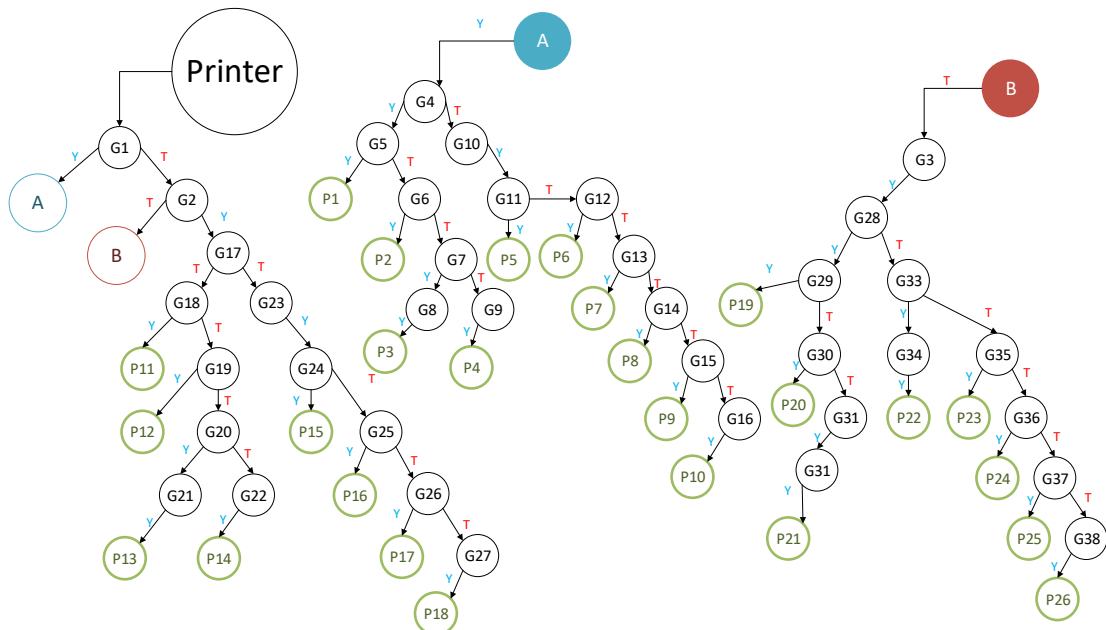 Y
A
Printer
T
B
G4
Y
T
G1
G5
G10
Y
T
Y
Y
T
G3
P1
G11
T
G12
A
T
G2
Y
G6
Y
Y
T
G28
B
G17
Y
T
P2
G7
P5
P6
Y
G13
Y
T
T
T
Y
T
Y
T
Y
G29
G33
G18
G23
G8
G9
P7
G14
P19
Y
T
Y
Y
Y
Y
T
T
Y
T
P3
P4
P8
G15
G30
G34
G35
P11
G19
G24
T
Y
T
Y
T
Y
Y
T
Y
T
Y
P12
G20
P15
G25
P9
G16
P20
G31
P22
P23
G36
Y
T
Y
T
Y
Y
Y
T
G21
G22
P16
G26
P10
G31
P24
G37
Y
Y
Y
T
Y
Y
T
P13
P14
P17
G27
P21
P25
G38
Y
Y
P18
P26